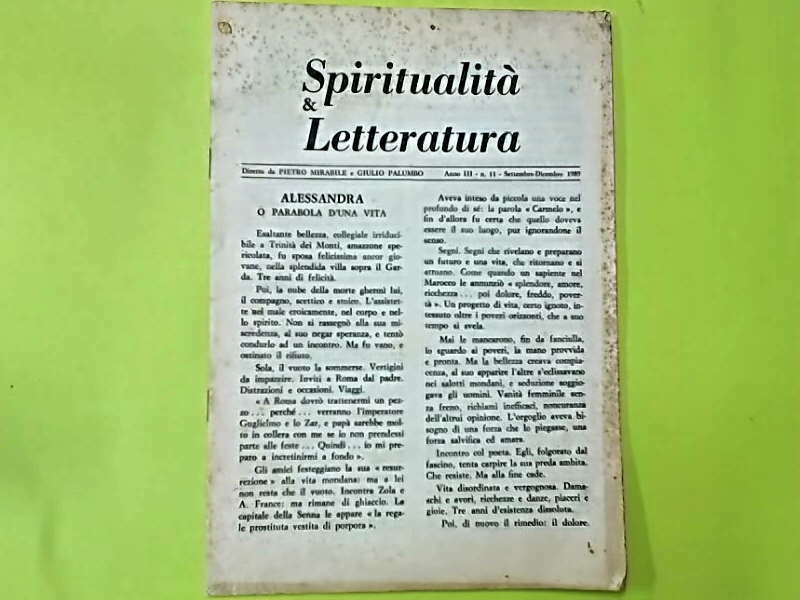 Spiritualità
&
Letteratura
Diretto da PIETRO MIRABILE e GIULIO PALUMBO
Anno III - n. 11 - Settembre-Dicembre 1989
ALESSANDRA
O PARABOLA D'UNA VITA
Esaltante bellezza, collegiale irriduci-
bile a Trinità dei Monti, amazzone spe-
ricolata, fu sposa felicissima ancor gio-
vane, nella splendida villa sopra il Gar-
da. Tre anni di felicità.
Poi, la nube della morte ghermì lui,
il compagno, scettico e stoico. L'assistet-
te nel male eroicamente, nel corpo e nel-
lo spirito. Non si rassegnò alla sua mi-
scredenza, al suo negar speranza, e tentò
condurlo ad un incontro. Ma fu vano, e
ostinato il rifiuto.
Sola, il vuoto la sommerse. Vertigini
da impazzire. Inviti a Roma dal padre.
Distrazioni e occasioni. Viaggi.
« A Roma dovrò trattenermi un pez-
zo . . . perché . . . verranno l'imperatore
Guglielmo e lo Zar, e papà sarebbe mol-
to in collera con me se io non prendessi
parte alle feste . . . Quindi . . . io mi pre-
paro a incretinirmi a fondo ».
Gli amici festeggiano la sua « resur-
rezione » alla vita mondana: ma a lei
non resta che il vuoto. Incontra Zola e
A. France: ma rimane di ghiaccio. La
capitale della Senna le appare « la rega-
le prostituta vestita di porpora ».
Aveva inteso da piccola una voce nel
profondo di sé: la parola « Carmelo », e
fin d'allora fu certa che quello doveva
essere il suo luogo, pur ignorandone il
senso.
Segni. Segni che rivelano e preparano
un futuro e una vita, che ritornano e si
attuano. Come quando un sapiente nel
Marocco le annunziò « splendore, amore,
ricchezza . . . poi dolore, freddo, pover-
tà ». Un progetto di vita, certo ignoto, in-
tessuto oltre i poveri orizzonti, che a suo
tempo si svela.
Mai le mancarono, fin da fanciulla,
lo sguardo ai poveri, la mano provvida
e pronta. Ma la bellezza creava compia-
cenza, al suo apparire l'altre s'eclissavano
nei salotti mondani, e seduzione soggio-
gava gli uomini. Vanità femminile sen-
za freno, richiami inefficaci, noncuranza
dell'altrui opinione. L'orgoglio aveva bi-
sogno di una forza che lo piegasse, una
forza salvifica ed amara.
Incontro col poeta. Egli, folgorato dal
fascino, tenta carpire la sua preda ambita.
Che resiste. Ma alla fine cede.
Vita disordinata e vergognosa. Dama-
schi e avori, ricchezze e danze, piaceri e
gioie. Tre anni d'esistenza dissoluta.
Poi, di nuovo il rimedio: il dolore.